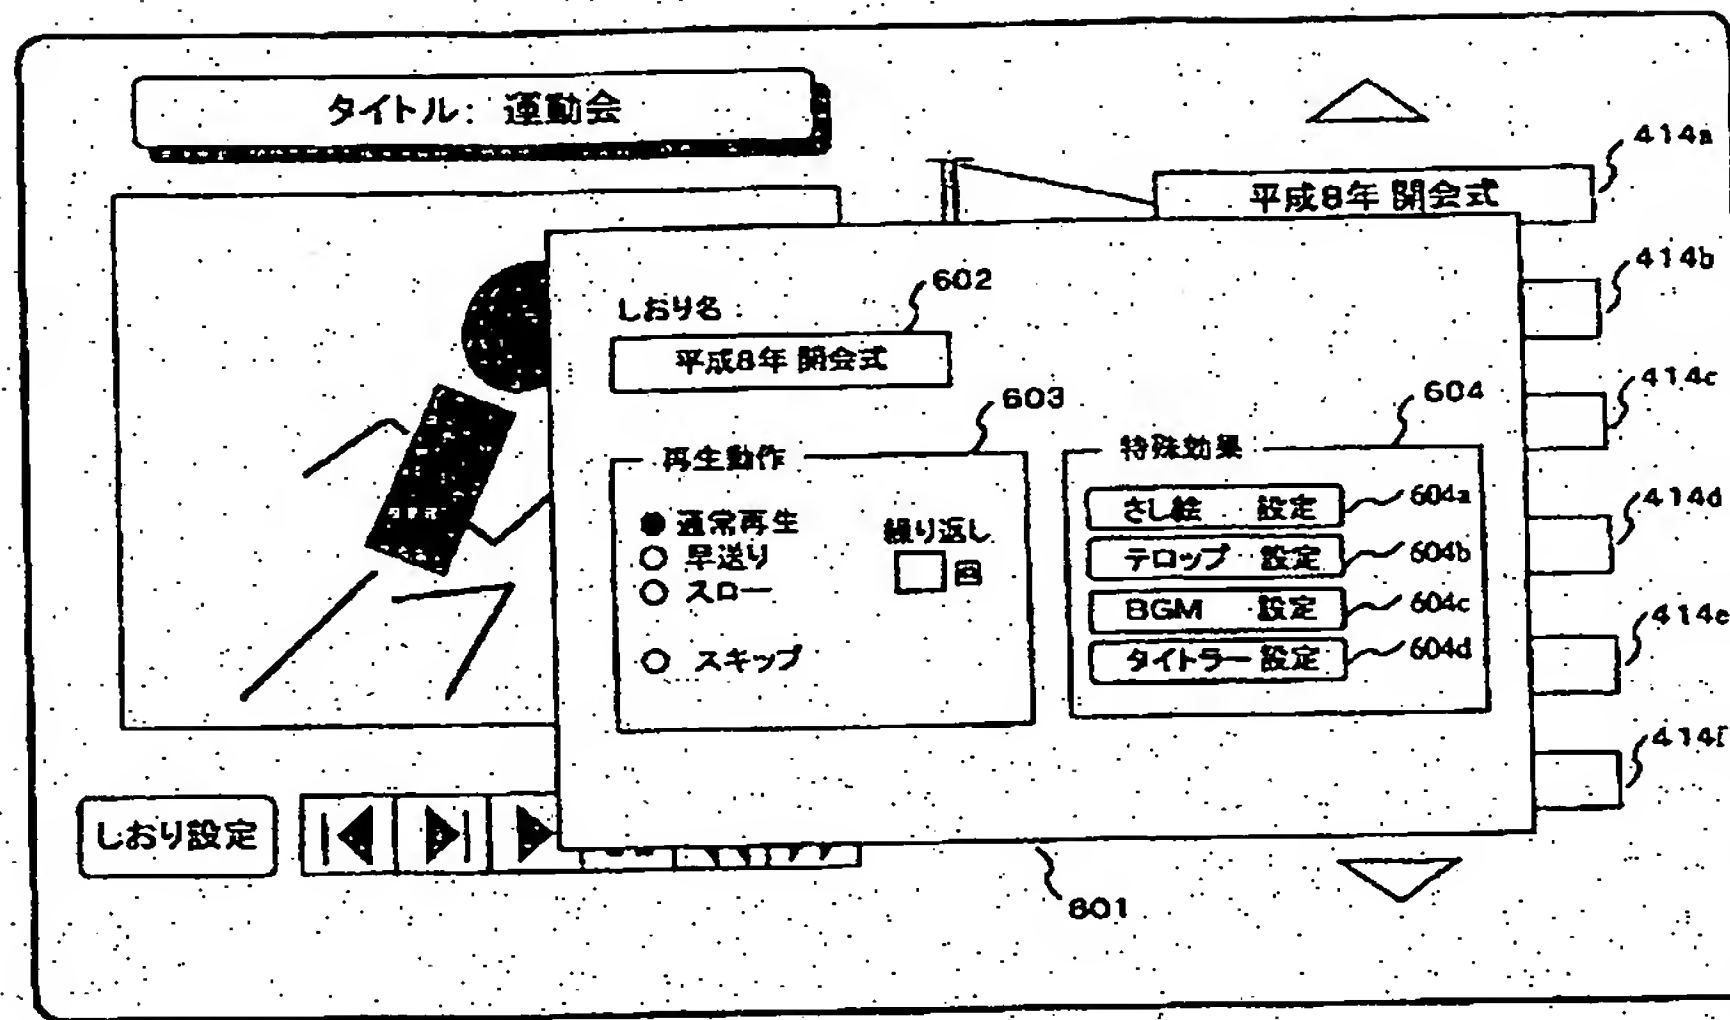 タイトル: 運動会
414a
平成8年 開会式
414b
602
しおり名:
平成8年 開会式
414c
603
604
再生動作
特殊効果
通常再生
繰り返し
早送り
回
スロー
スキップ
さし絵 設定
604a
414d
テロップ 設定
604b
BGM 設定
604c
タイトラー 設定
604d
414e
414f
しおり設定
601